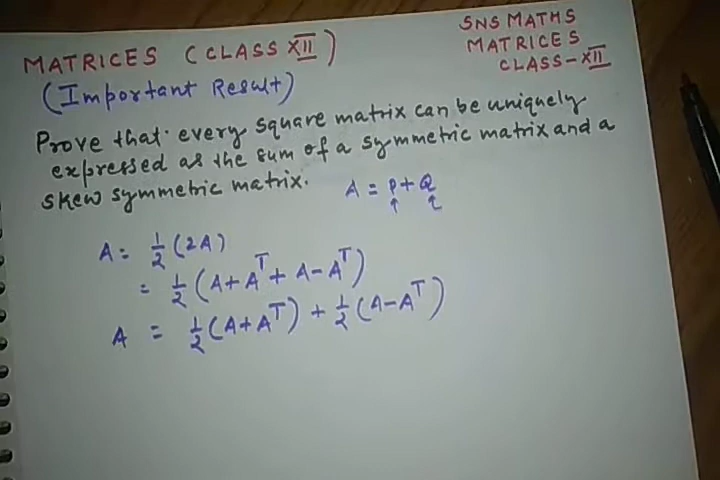 MATRICES (CLASS XII)
(Important Result)
SNS MATHS
MATRICES
CLASS-XII
Prove that every square matrix can be uniquely
expressed as the sum of a symmetric matrix and a
skew symmetric matrix.
A = P + Q
↑ ↑
A = 1/2 (2A)
= 1/2 (A + A^T + A - A^T)
A = 1/2 (A + A^T) + 1/2 (A - A^T)